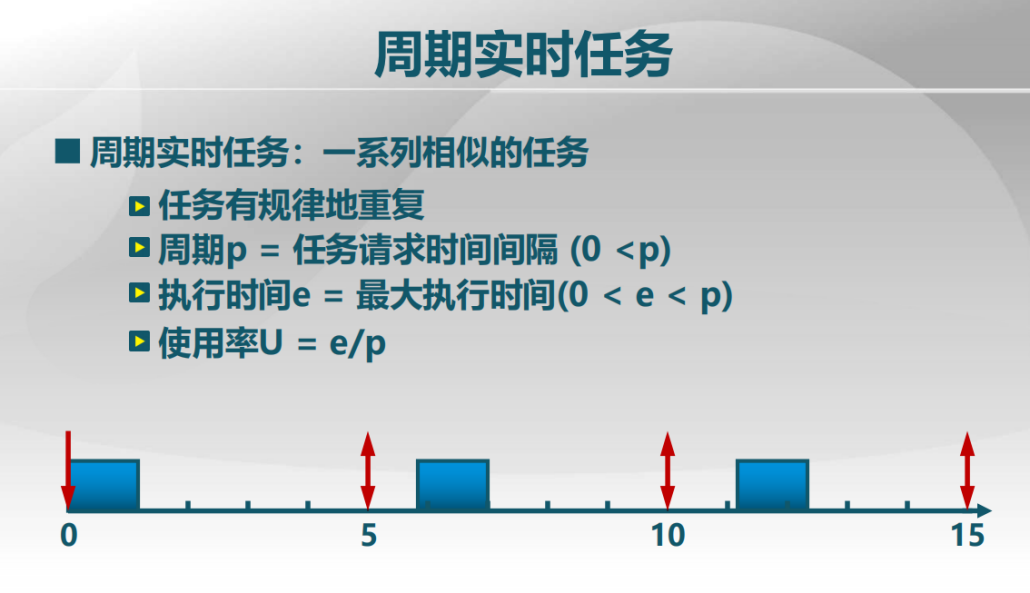 周期实时任务
周期实时任务：一系列相似的任务
任务有规律地重复
周期p = 任务请求时间间隔 (0 <p)
执行时间e = 最大执行时间(0 < e < p)
使用率U = e/p
0 5 10 15